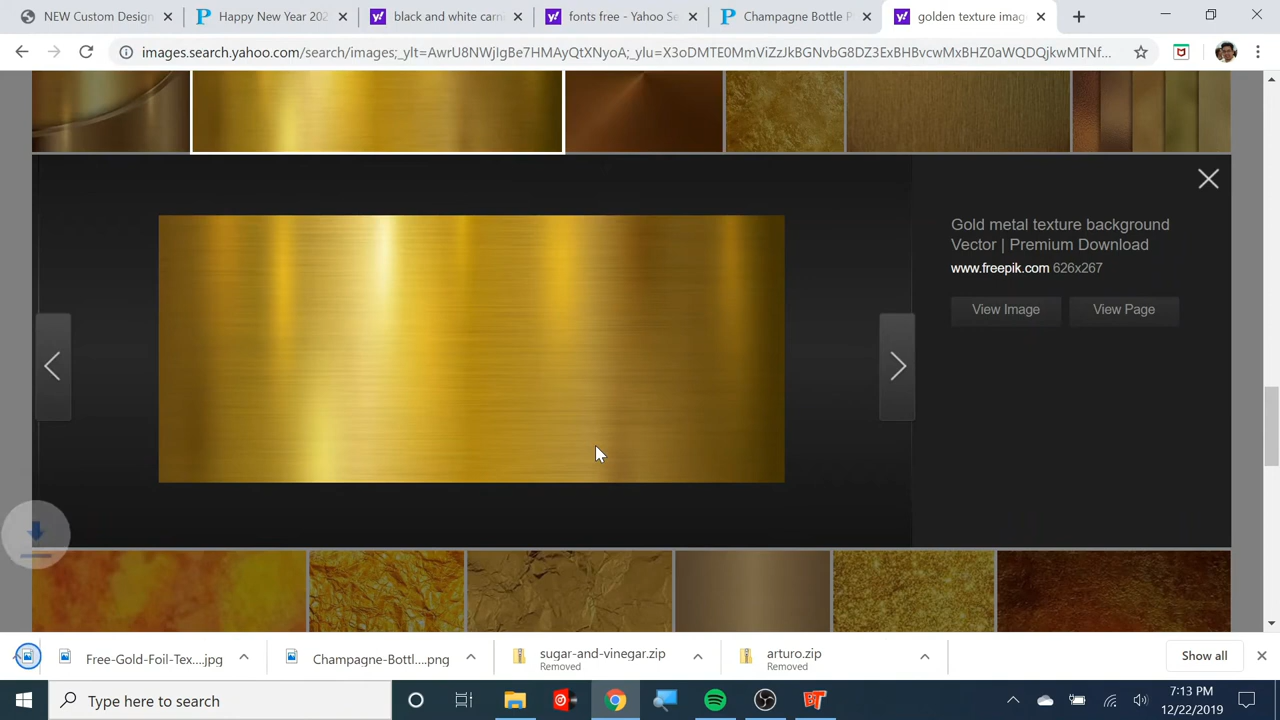 NEW Custom Design
Happy New Year 202
black and white carn
fonts free - Yahoo Se
Champagne Bottle P
golden texture imag
images.search.yahoo.com/search/images;_ylt=AwrU8NWjIgBe7HMAyQtXNyoA;_ylu=X3oDMTE0MmViZzJkBGNvbG8DZ3ExBHBvcwMxBHZ0aWQDQjkwMTNf...
Gold metal texture background
Vector | Premium Download
www.freepik.com 626x267
View Image
View Page
Free-Gold-Foil-Tex....jpg
Champagne-Bottl....png
sugar-and-vinegar.zip
Removed
arturo.zip
Removed
Show all
Type here to search
7:13 PM
12/22/2019